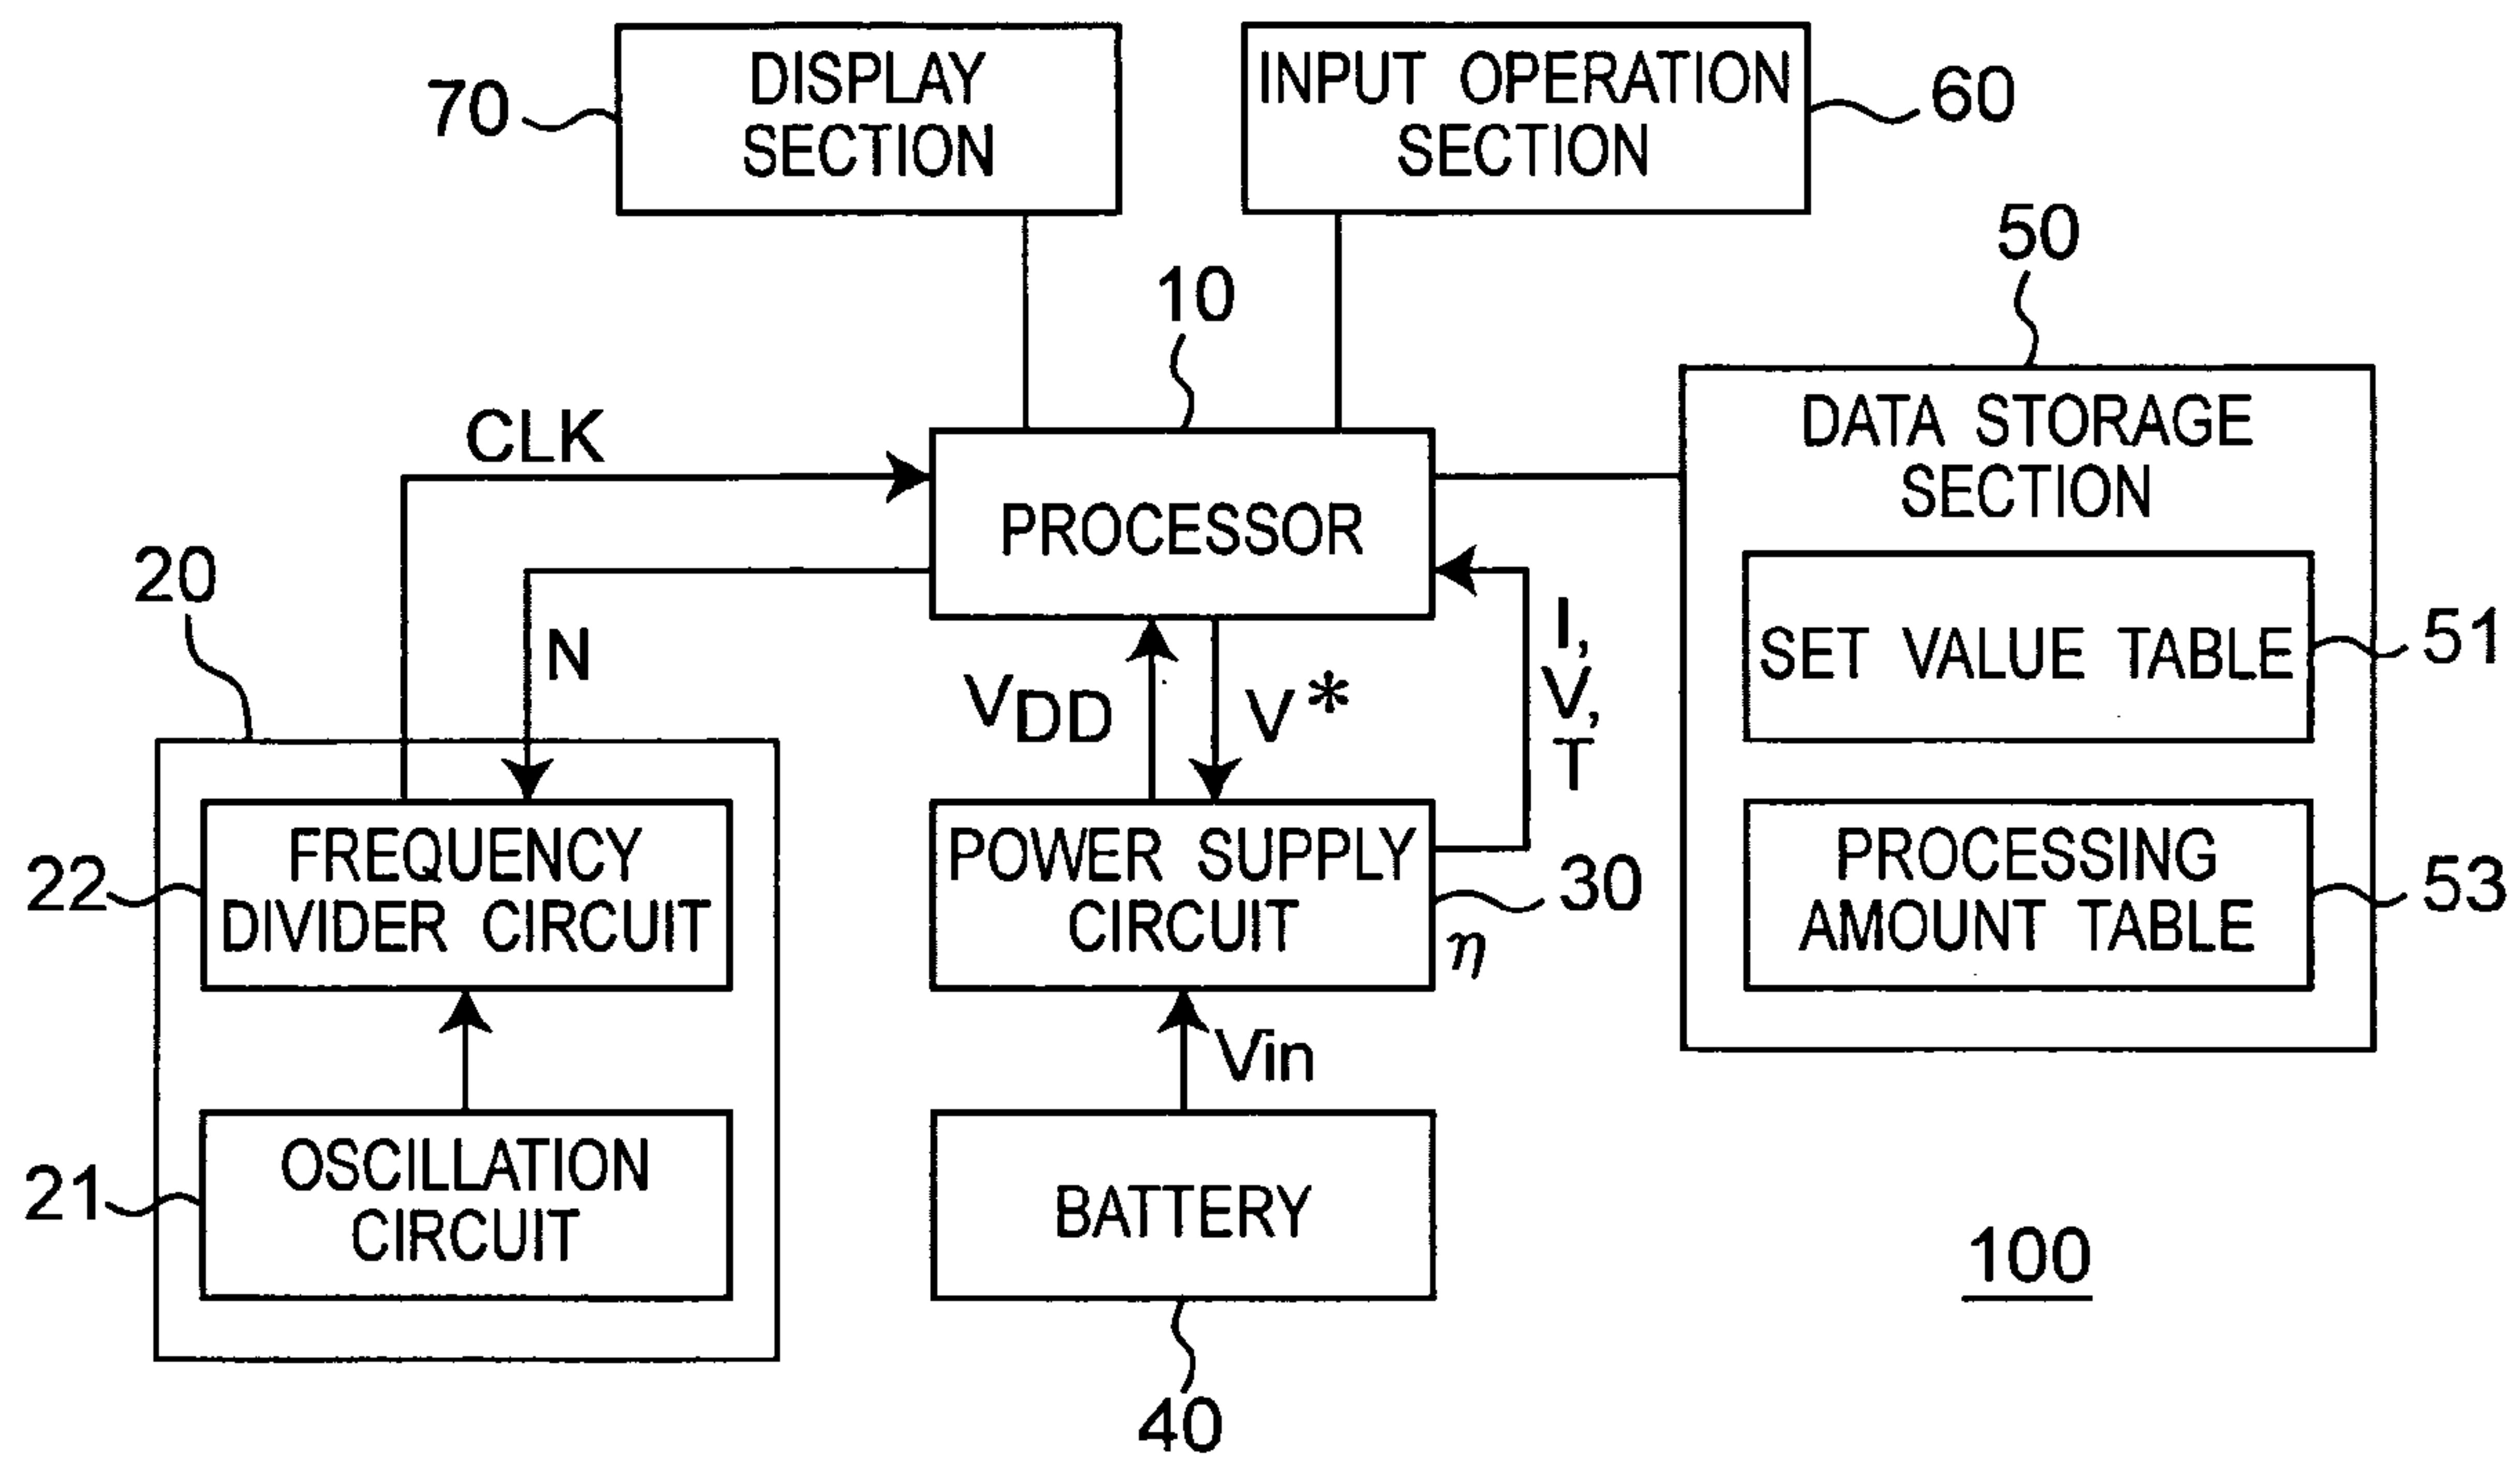 DISPLAY
SECTION
70
INPUT OPERATION
SECTION
60
10
50
CLK
PROCESSOR
DATA STORAGE
SECTION
20
N
VDD
V*
I,
V,
T
SET VALUE TABLE
51
FREQUENCY
DIVIDER CIRCUIT
22
POWER SUPPLY
CIRCUIT
30
η
PROCESSING
AMOUNT TABLE
53
Vin
OSCILLATION
CIRCUIT
21
BATTERY
40
100